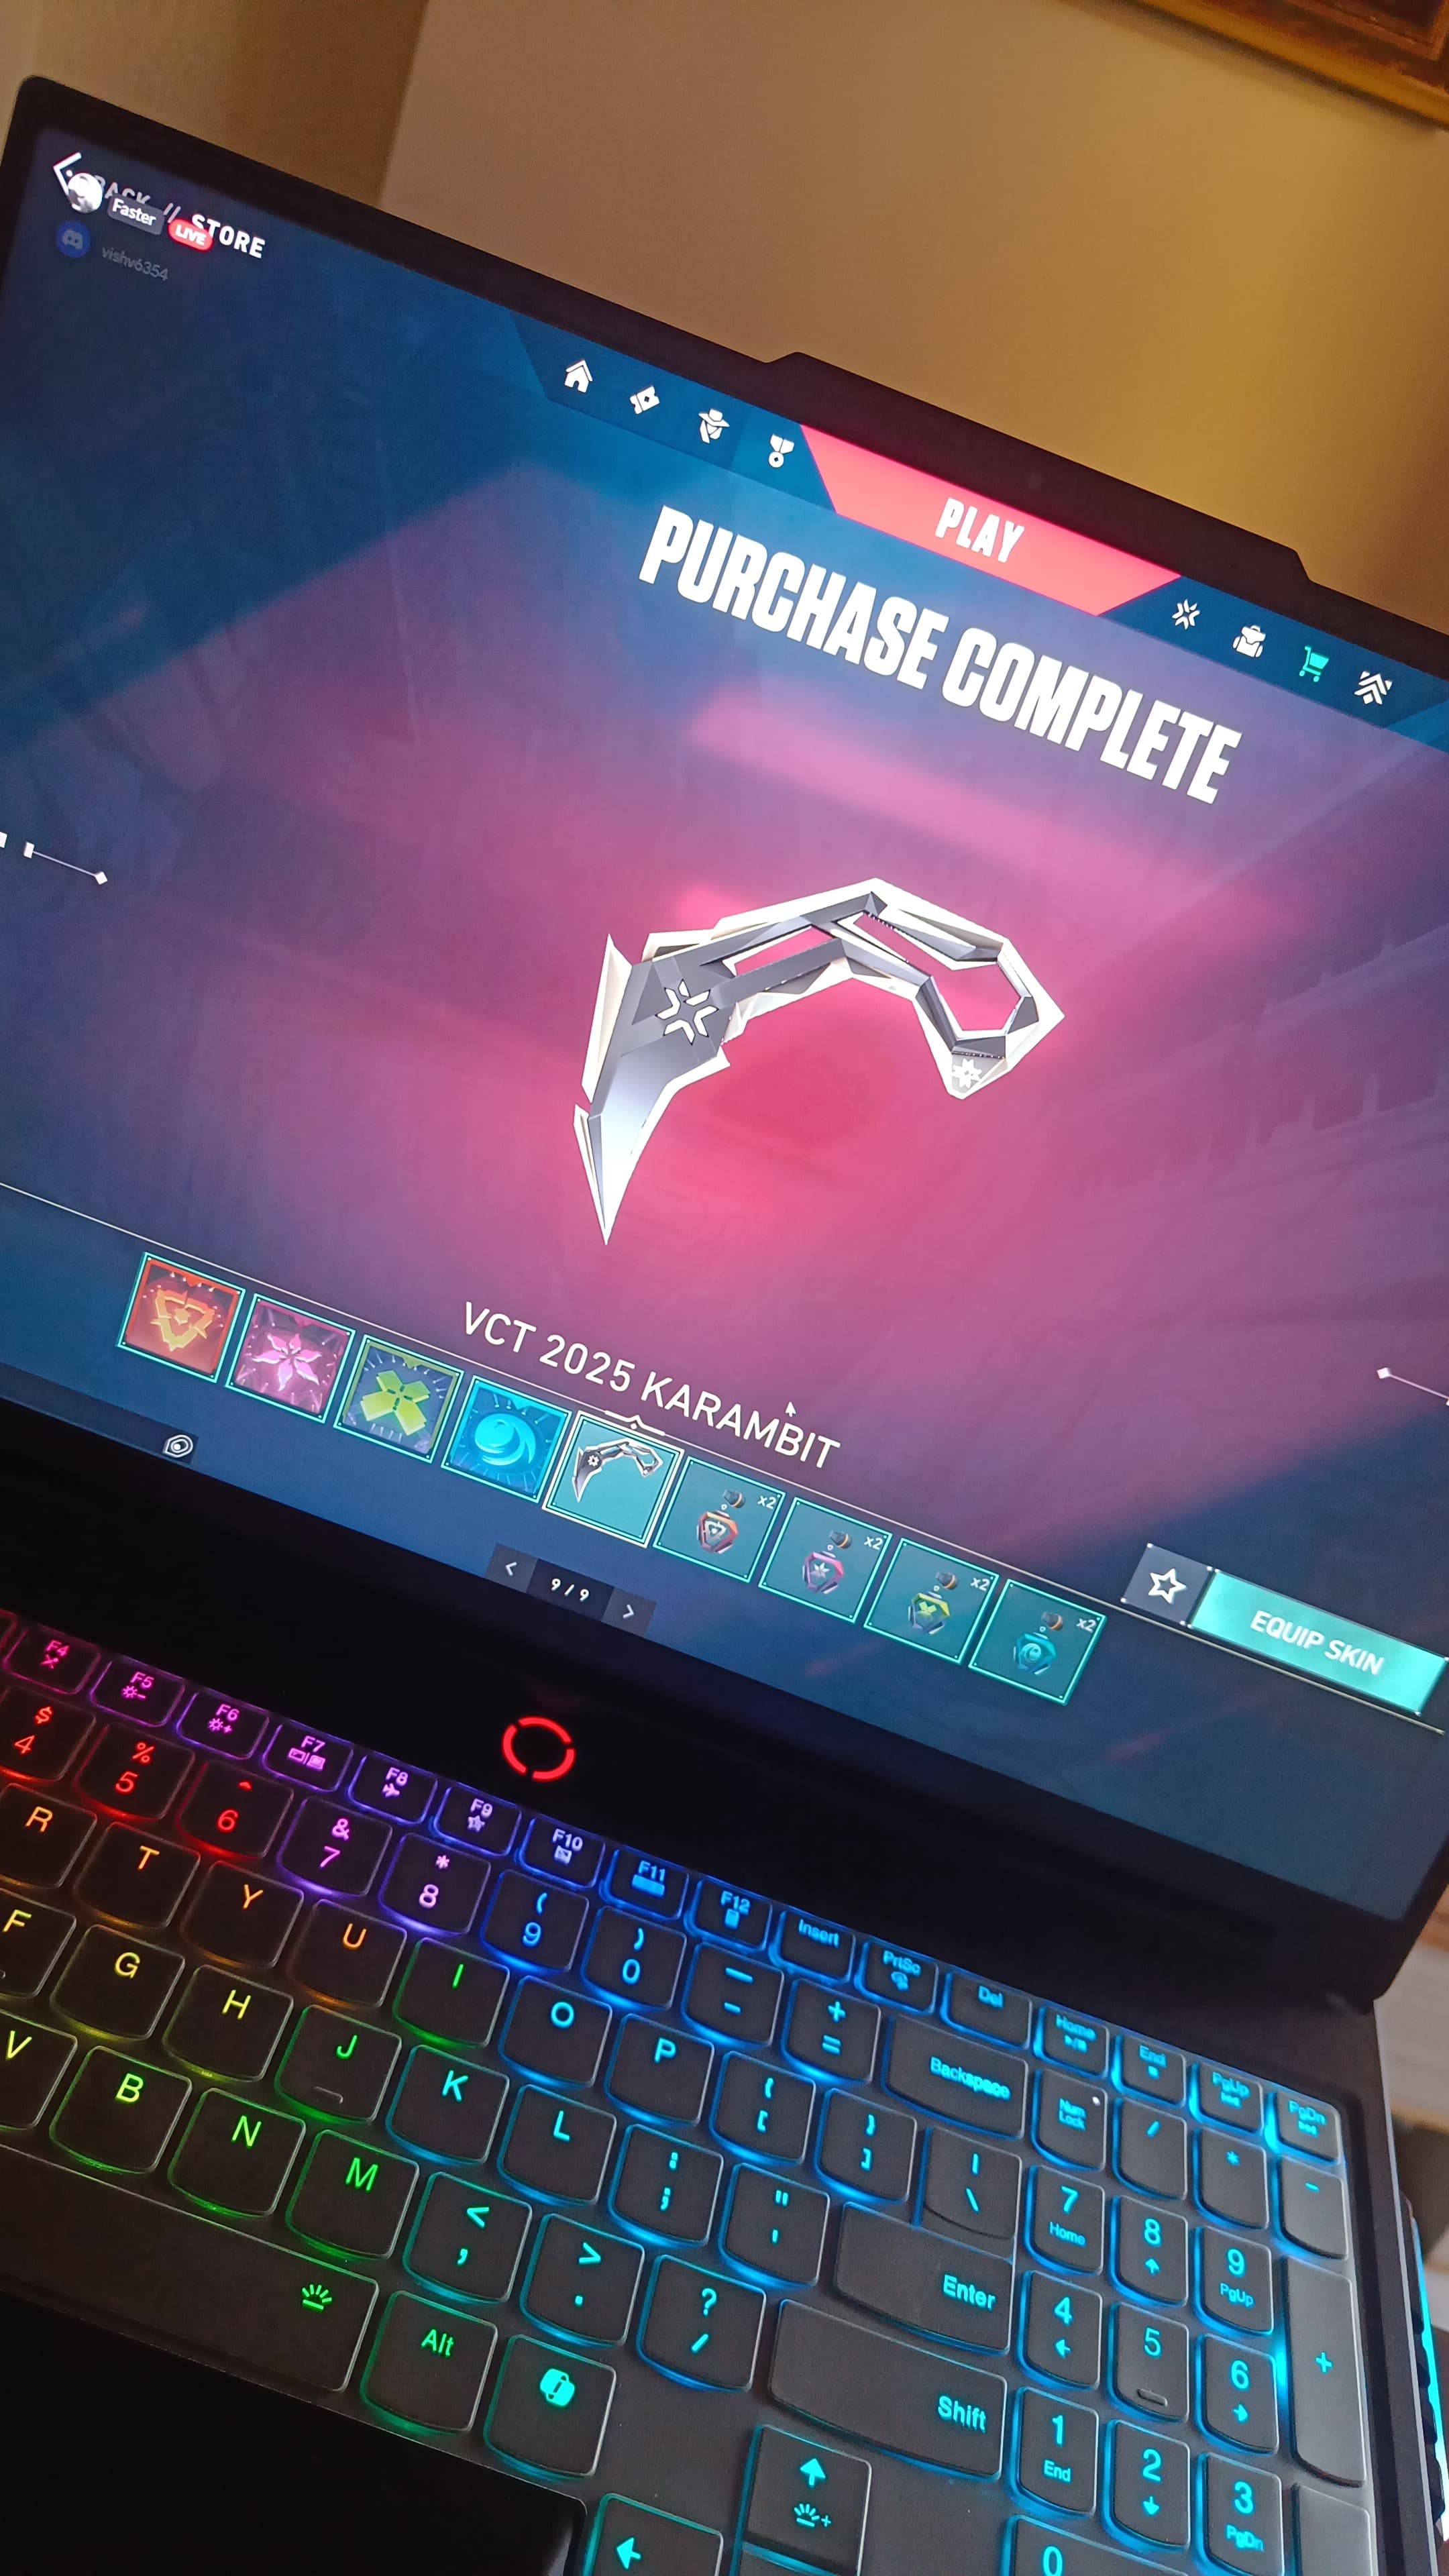 BACK // STORE
Faster
LIVE
vishv6354
PLAY
PURCHASE COMPLETE
VCT 2025 KARAMBIT
x2
x2
x2
x2
9 / 9
EQUIP SKIN
F4
F5
F6
F7
F8
F9
F10
F11
F12
Insert
PrtSc
Del
Home
End
PgUp
PgDn
$ 4
% 5
^ 6
& 7
* 8
( 9
) 0
_ -
+ =
Backspace
Num Lock
/
*
-
R
T
Y
U
I
O
P
{ [
} ]
| \
7 Home
8
9 PgUp
+
F
G
H
J
K
L
: ;
" '
Enter
4
5
6
V
B
N
M
< ,
> .
? /
Shift
1 End
2
3 PgDn
Alt
0